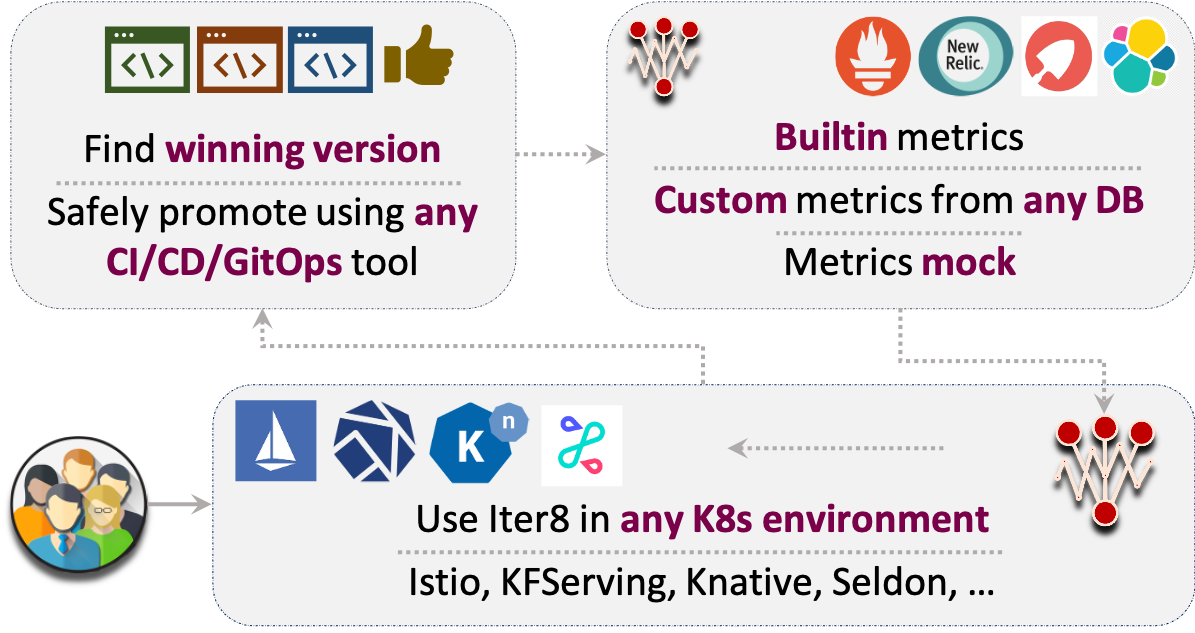 Find winning version
Safely promote using any
CI/CD/GitOps tool
New
Relic.
Builtin metrics
Custom metrics from any DB
Metrics mock
K
n
Use Iter8 in any K8s environment
Istio, KFServing, Knative, Seldon, ...